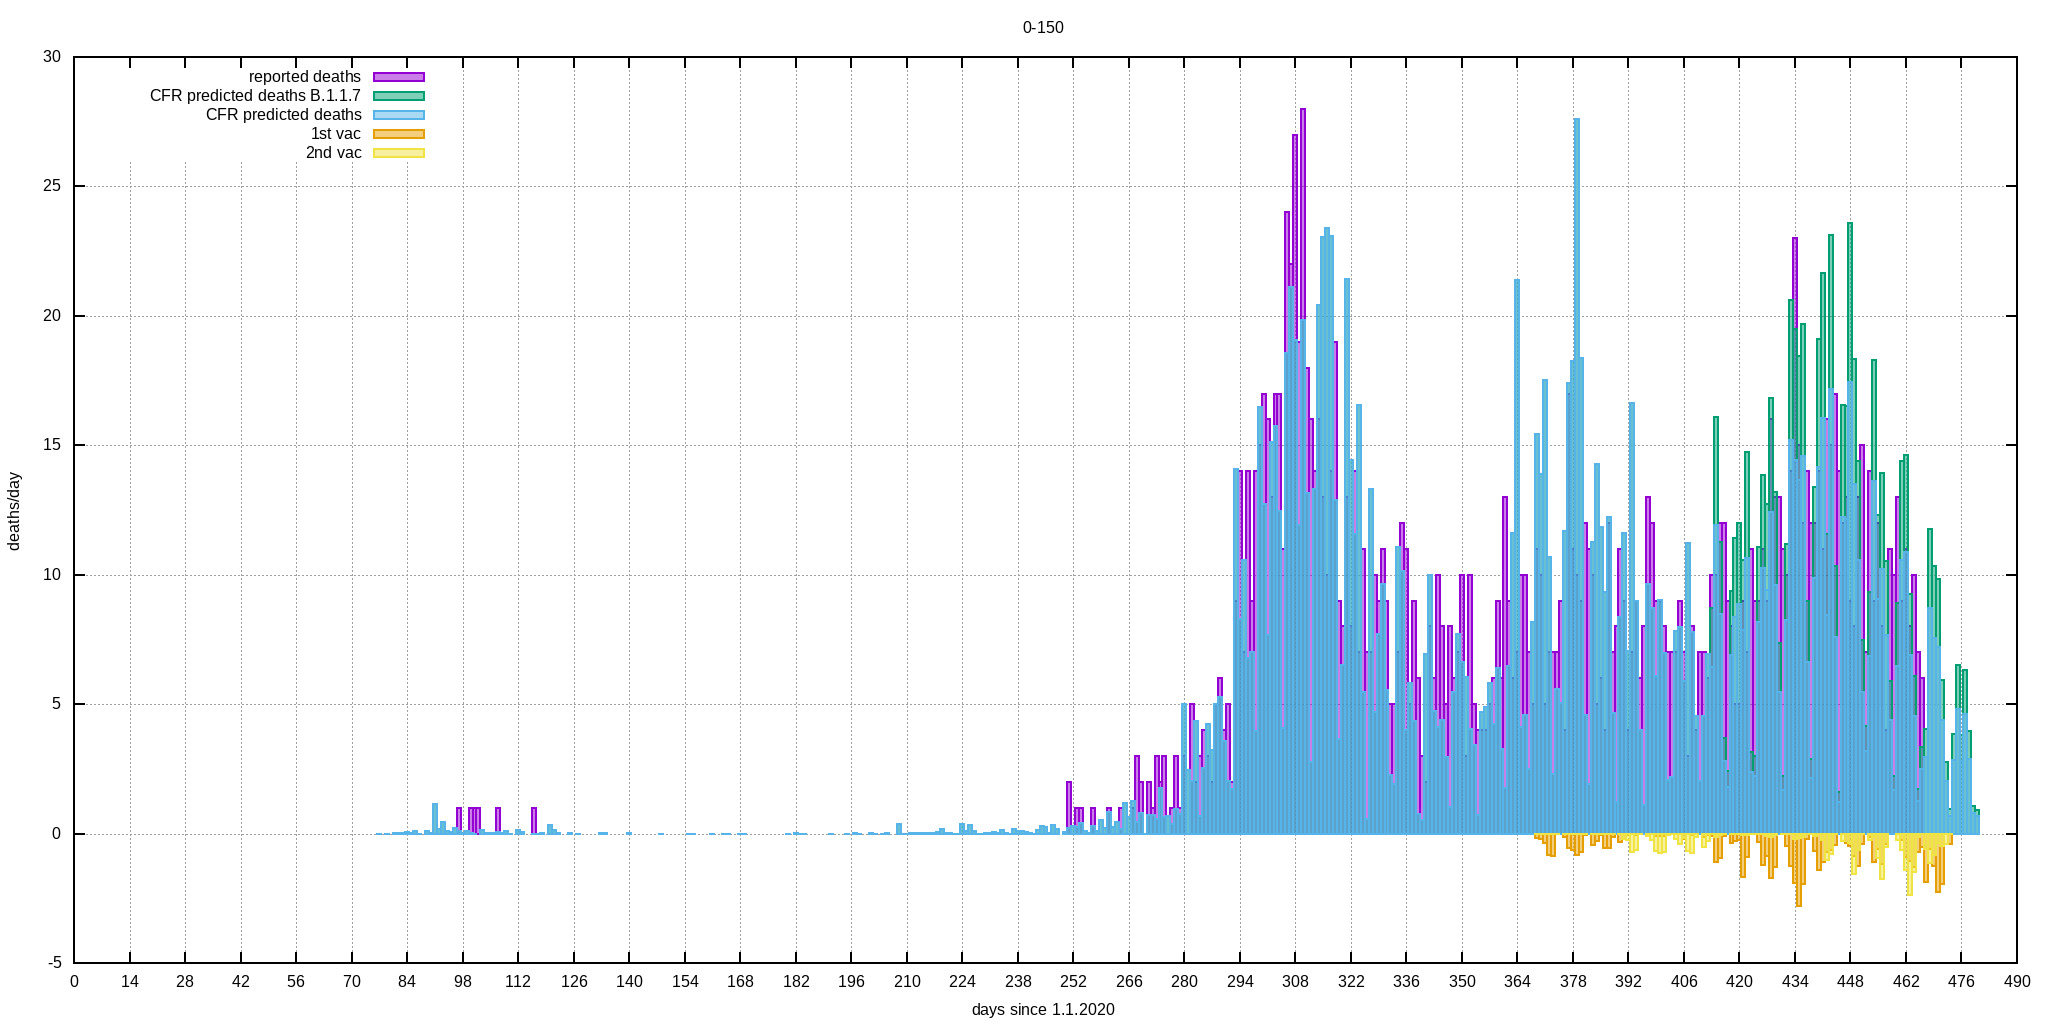 0-150
30
reported deaths
CFR predicted deaths B.1.1.7
CFR predicted deaths
1st vac
2nd vac
25
20
15
deaths/day
10
5
0
-5
0 14 28 42 56 70 84 98 112 126 140 154 168 182 196 210 224 238 252 266 280 294 308 322 336 350 364 378 392 406 420 434 448 462 476 490
days since 1.1.2020